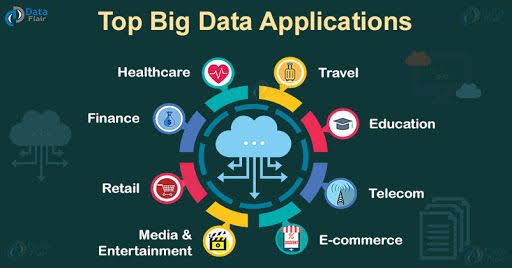 Data
Flair
Top Big Data Applications
Healthcare
Travel
Finance
Education
Retail
Telecom
Media &
Entertainment
E-commerce